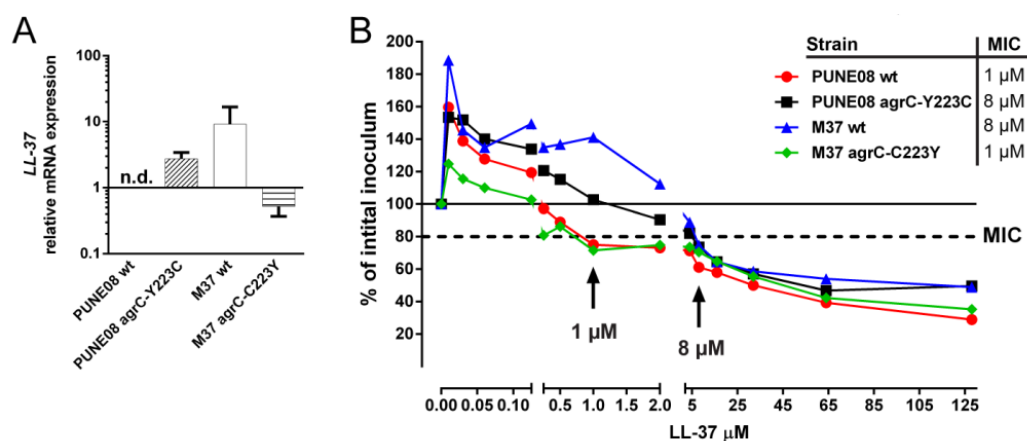 A
LL-37
relative mRNA expression
100
10
1
0.1
n.d.
PUNE08 wt
PUNE08 agrC-Y223C
M37 wt
M37 agrC-C223Y
B
% of intital inoculum
200
180
160
140
120
100
80
60
40
20
Strain MIC
PUNE08 wt 1 µM
PUNE08 agrC-Y223C 8 µM
M37 wt 8 µM
M37 agrC-C223Y 1 µM
MIC
1 µM
8 µM
0.00 0.05 0.10 0.5 1.0 1.5 2.0 5 25 45 65 85 105 125
LL-37 µM